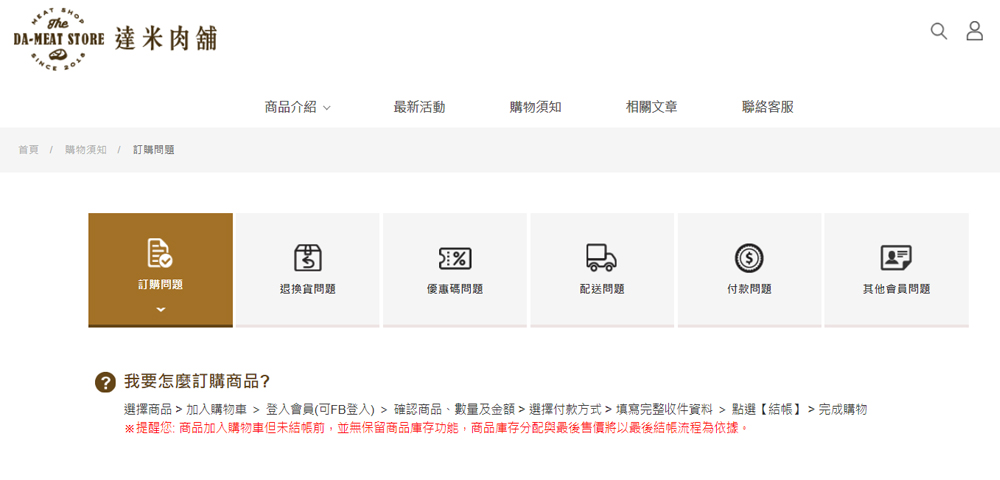 MEAT SHOP
The
DA-MEAT STORE
SINCE 2018
達米肉舖
商品介紹
最新活動
購物須知
相關文章
聯絡客服
首頁 / 購物須知 / 訂購問題
訂購問題
退換貨問題
優惠碼問題
配送問題
付款問題
其他會員問題
我要怎麼訂購商品?
選擇商品 > 加入購物車 > 登入會員(可FB登入) > 確認商品、數量及金額 > 選擇付款方式 > 填寫完整收件資料 > 點選【結帳】 > 完成購物
※提醒您: 商品加入購物車但未結帳前，並無保留商品庫存功能，商品庫存分配與最後售價將以最後結帳流程為依據。